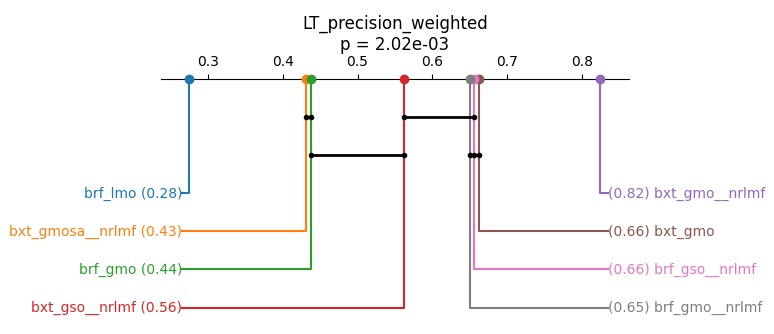 LT_precision_weighted
p = 2.02e-03
0.3 0.4 0.5 0.6 0.7 0.8
brf_lmo (0.28) (0.82) bxt_gmo__nrlmf
bxt_gmosa__nrlmf (0.43) (0.66) bxt_gmo
brf_gmo (0.44) (0.66) brf_gso__nrlmf
bxt_gso__nrlmf (0.56) (0.65) brf_gmo__nrlmf